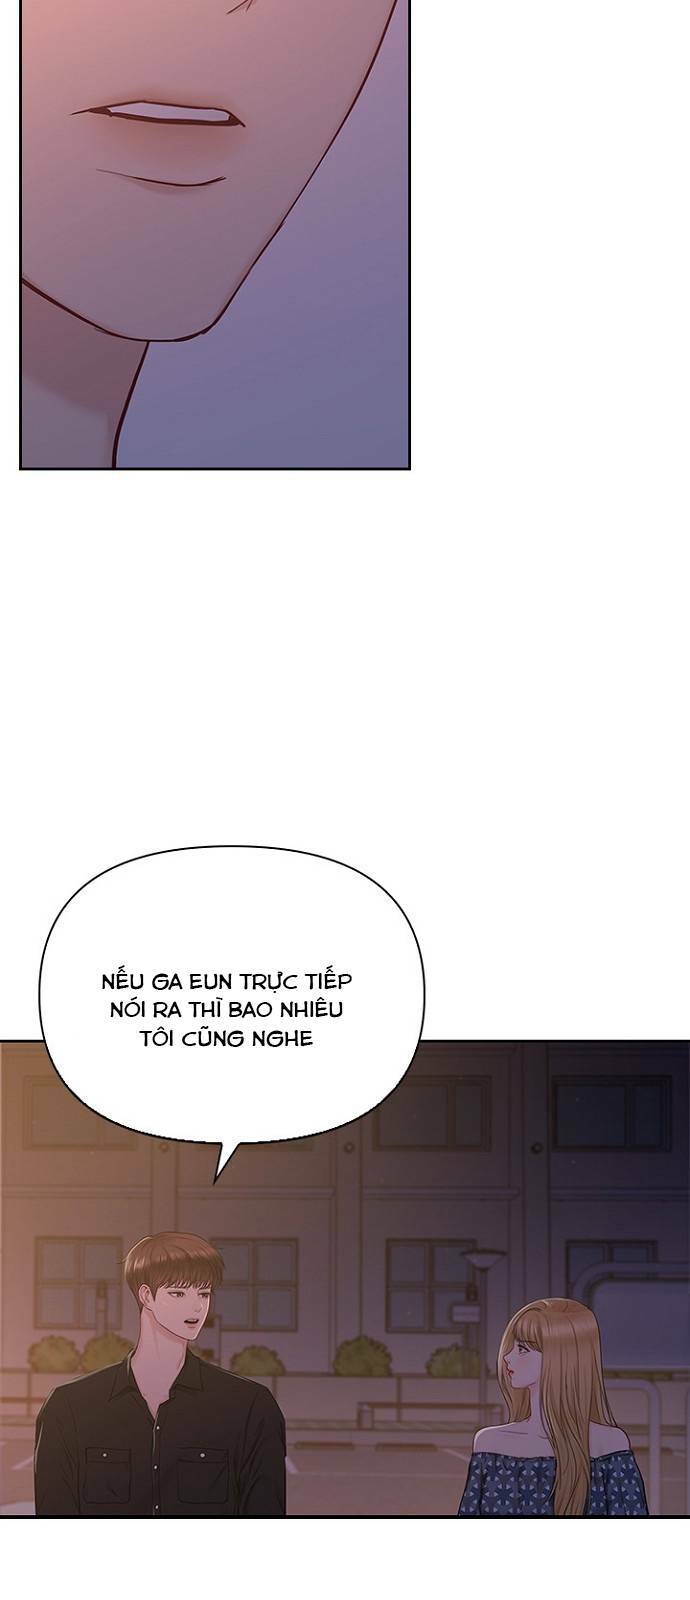 NẾU GA EUN TRỰC TIẾP
NÓI RA THÌ BAO NHIÊU
TÔI CŨNG NGHE